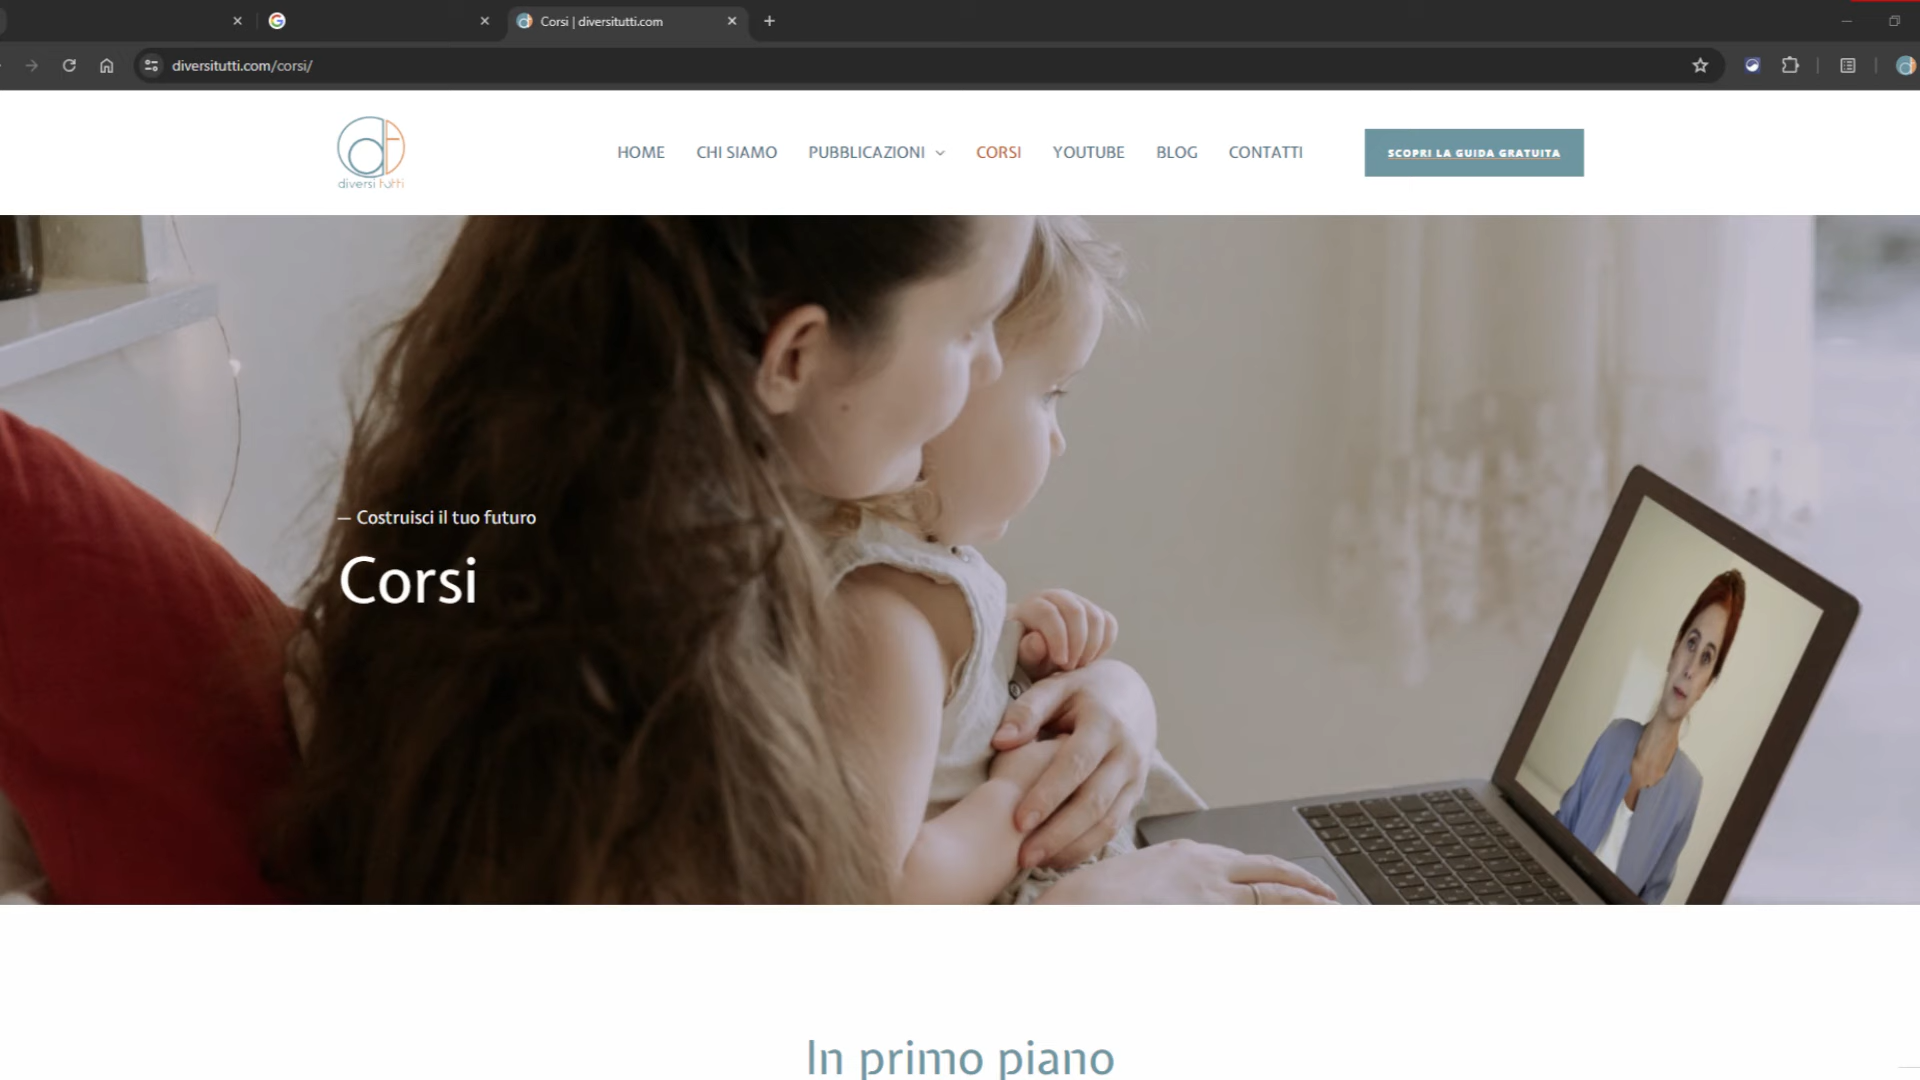 Corsi | diversitutti.com
diversitutti.com/corsi/
diversi tutti
HOME
CHI SIAMO
PUBBLICAZIONI
CORSI
YOUTUBE
BLOG
CONTATTI
SCOPRI LA GUIDA GRATUITA
— Costruisci il tuo futuro
Corsi
In primo piano